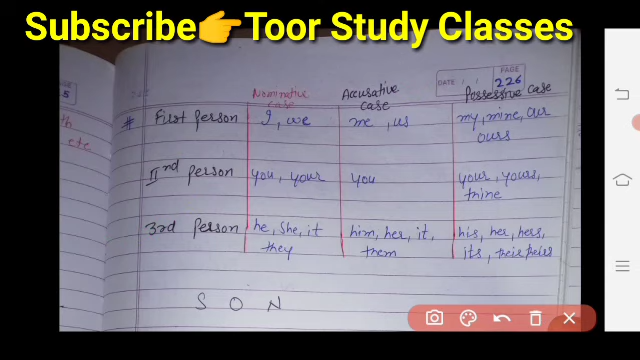 Subscribe👉Toor Study Classes
PAGE
DATE 226
Nominative case Accusative case Possessive case
# First person I, we me, us my, mine, our
ours
IInd person you, your you your, yours,
thine
3rd person he, she, it they him, her, it, them his, her, hers
its, their theirs
S O N
etc